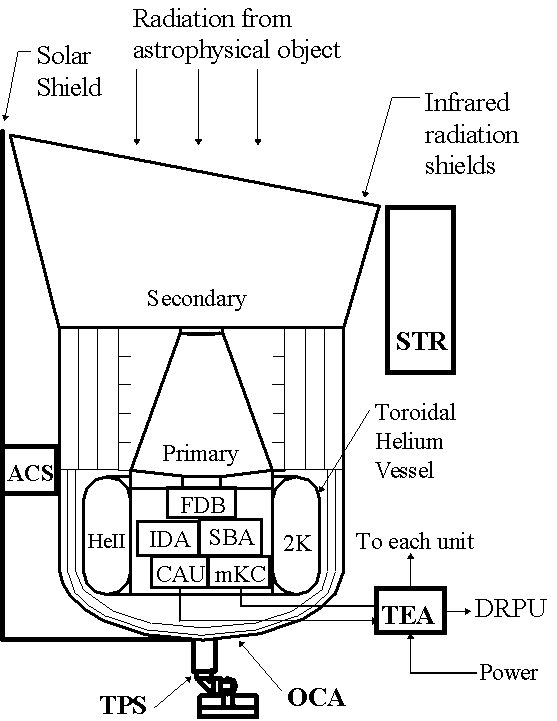 Radiation from
astrophysical object
Solar
Shield
Infrared
radiation
shields
Secondary
STR
Toroidal
Helium
Vessel
Primary
ACS
FDB
HeII
IDA
SBA
2K
CAU
mKC
To each unit
TEA
DRPU
Power
TPS
OCA